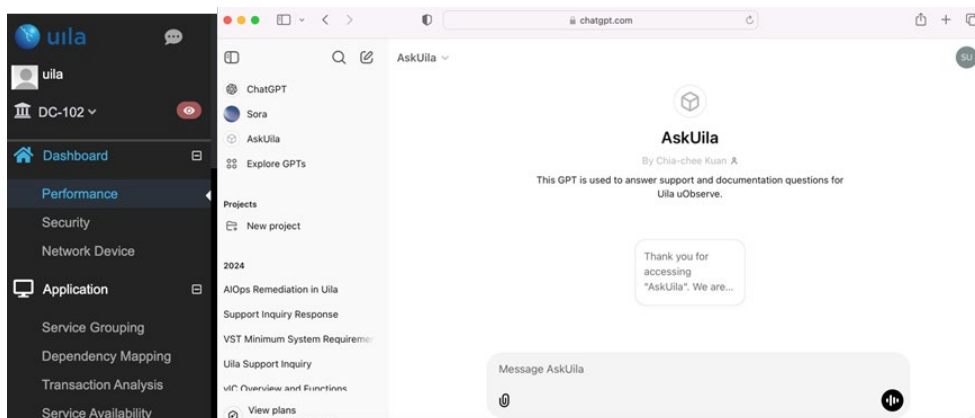 uila
uila
DC-102
Dashboard
Performance
Security
Network Device
Application
Service Grouping
Dependency Mapping
Transaction Analysis
Service Availability
chatgpt.com
ChatGPT
Sora
AskUila
Explore GPTs
Projects
New project
2024
AIOps Remediation in Uila
Support Inquiry Response
VST Minimum System Requireme
Uila Support Inquiry
vIC Overview and Functions
View plans
AskUila
SU
AskUila
By Chia-chee Kuan
This GPT is used to answer support and documentation questions for
Uila uObserve.
Thank you for
accessing
"AskUila". We are...
Message AskUila